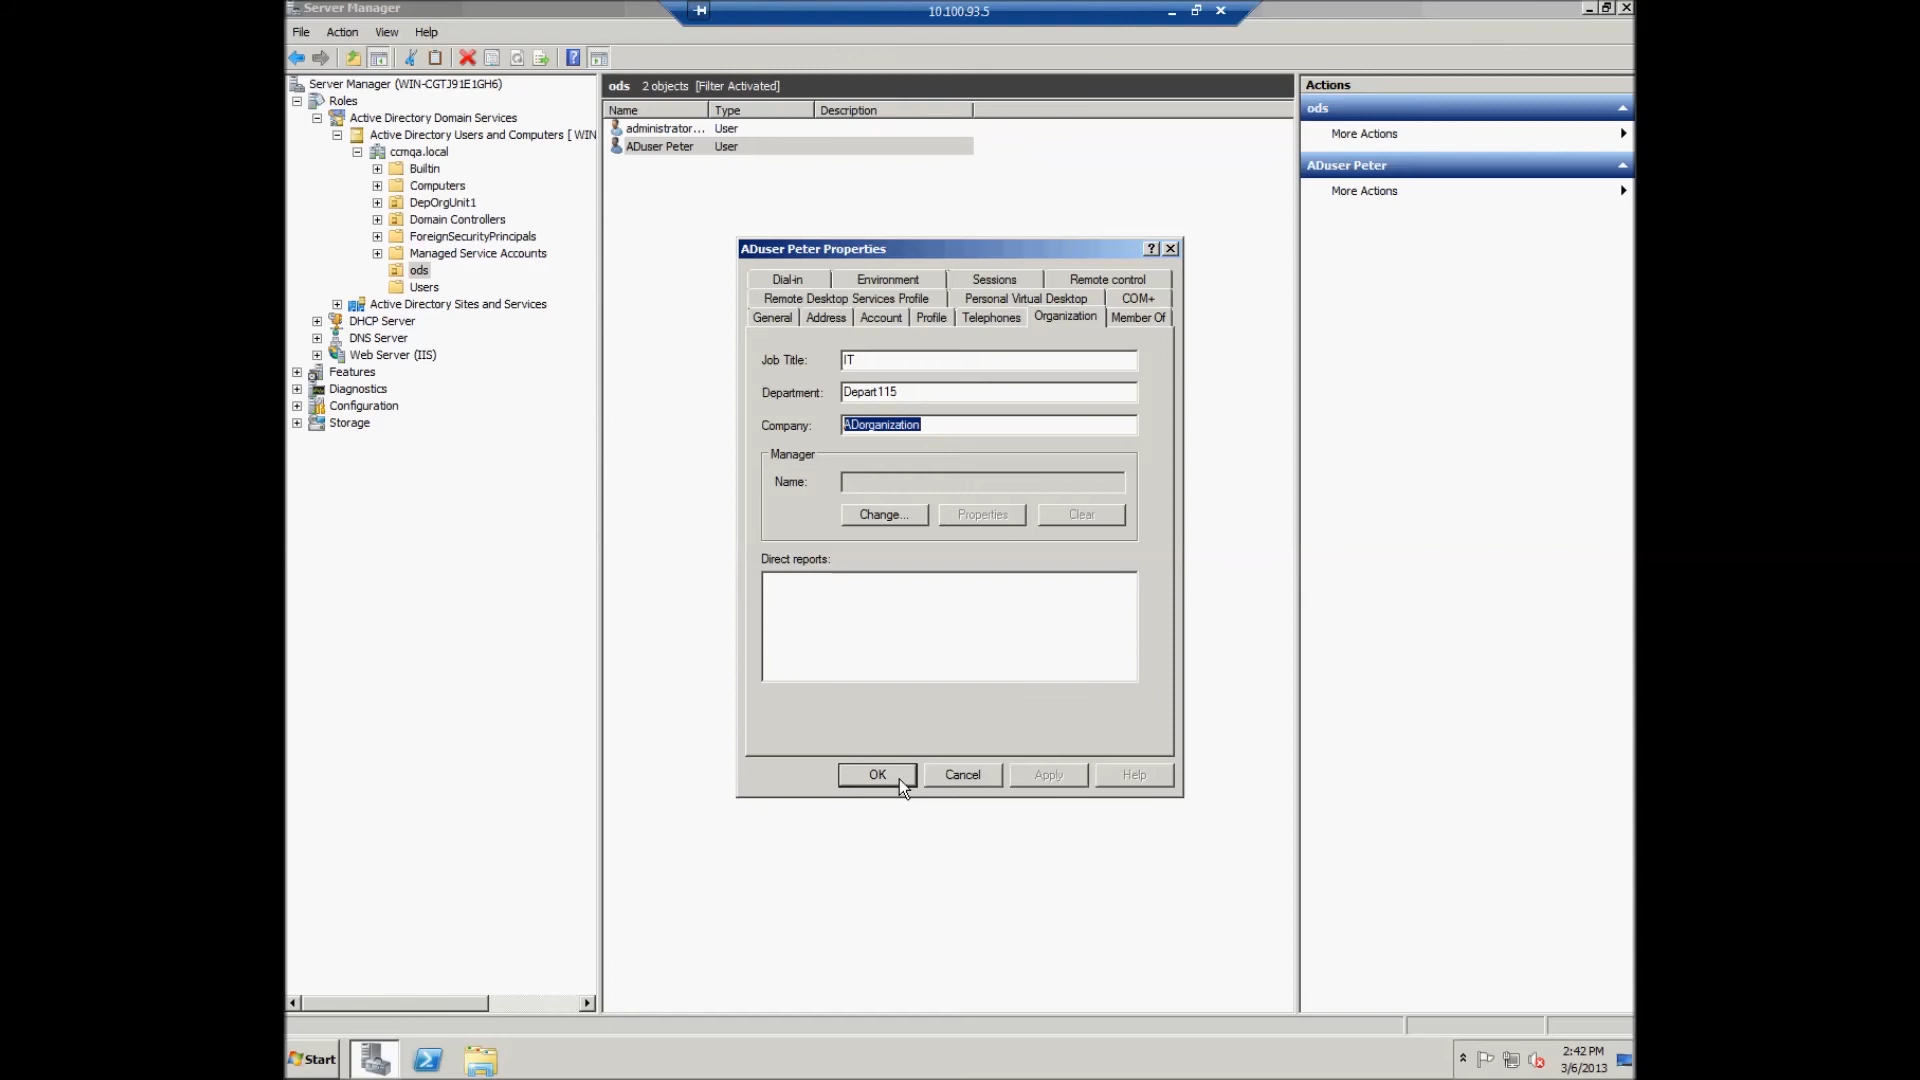 Server Manager
10.100.93.5
File Action View Help
Server Manager (WIN-CGTJ91E1GH6)
Roles
Active Directory Domain Services
Active Directory Users and Computers [ WIN
ccmqa.local
Builtin
Computers
DepOrgUnit1
Domain Controllers
ForeignSecurityPrincipals
Managed Service Accounts
ods
Users
Active Directory Sites and Services
DHCP Server
DNS Server
Web Server (IIS)
Features
Diagnostics
Configuration
Storage
ods 2 objects [Filter Activated]
Name Type Description
administrator... User
ADuser Peter User
ADuser Peter Properties
Dial-in Environment Sessions Remote control
Remote Desktop Services Profile Personal Virtual Desktop COM+
General Address Account Profile Telephones Organization Member Of
Job Title: IT
Department: Depart115
Company: ADorganization
Manager
Name:
Change... Properties Clear
Direct reports:
OK Cancel Apply Help
Actions
ods
More Actions
ADuser Peter
More Actions
Start
2:42 PM
3/6/2013